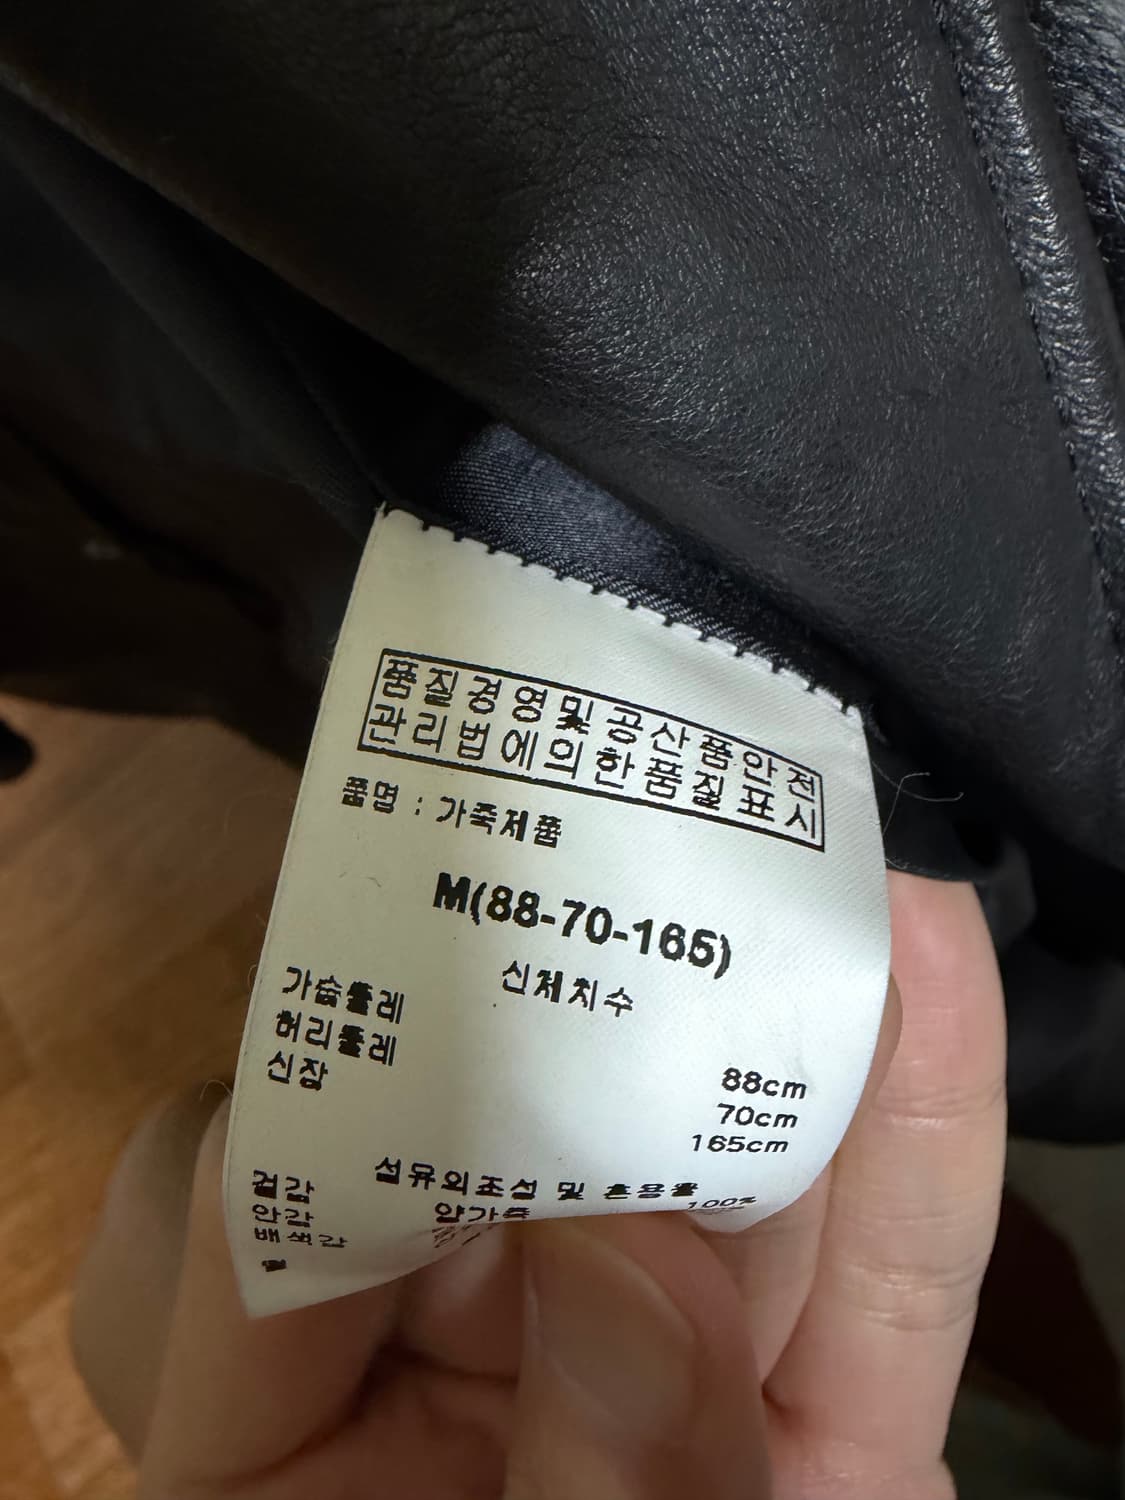 품질경영및공산품안전
관리법에의한품질표시
품명 : 가죽제품
M(88-70-165)
신체치수
가슴둘레 88cm
허리둘레 70cm
신장 165cm
섬유의조성 및 혼용율
겉감 양가죽 100%
안감
배색감
털